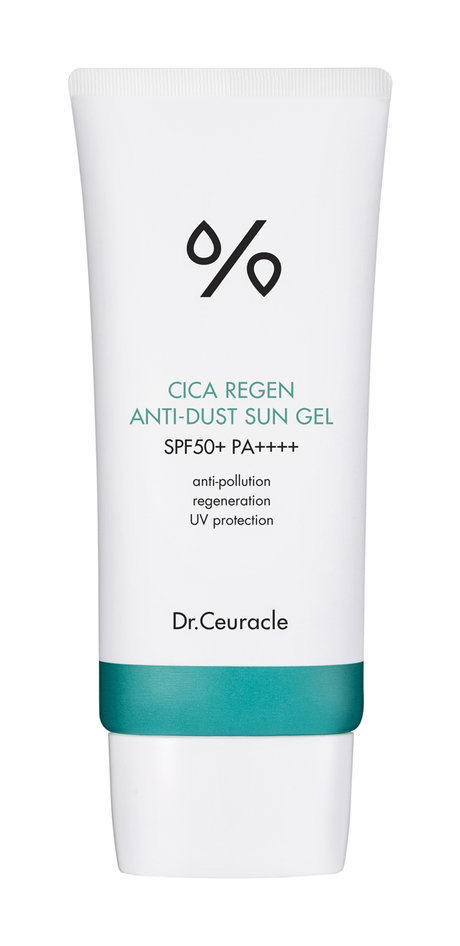 CICA REGEN
ANTI-DUST SUN GEL
SPF50+ PA++++
anti-pollution
regeneration
UV protection
Dr.Ceuracle